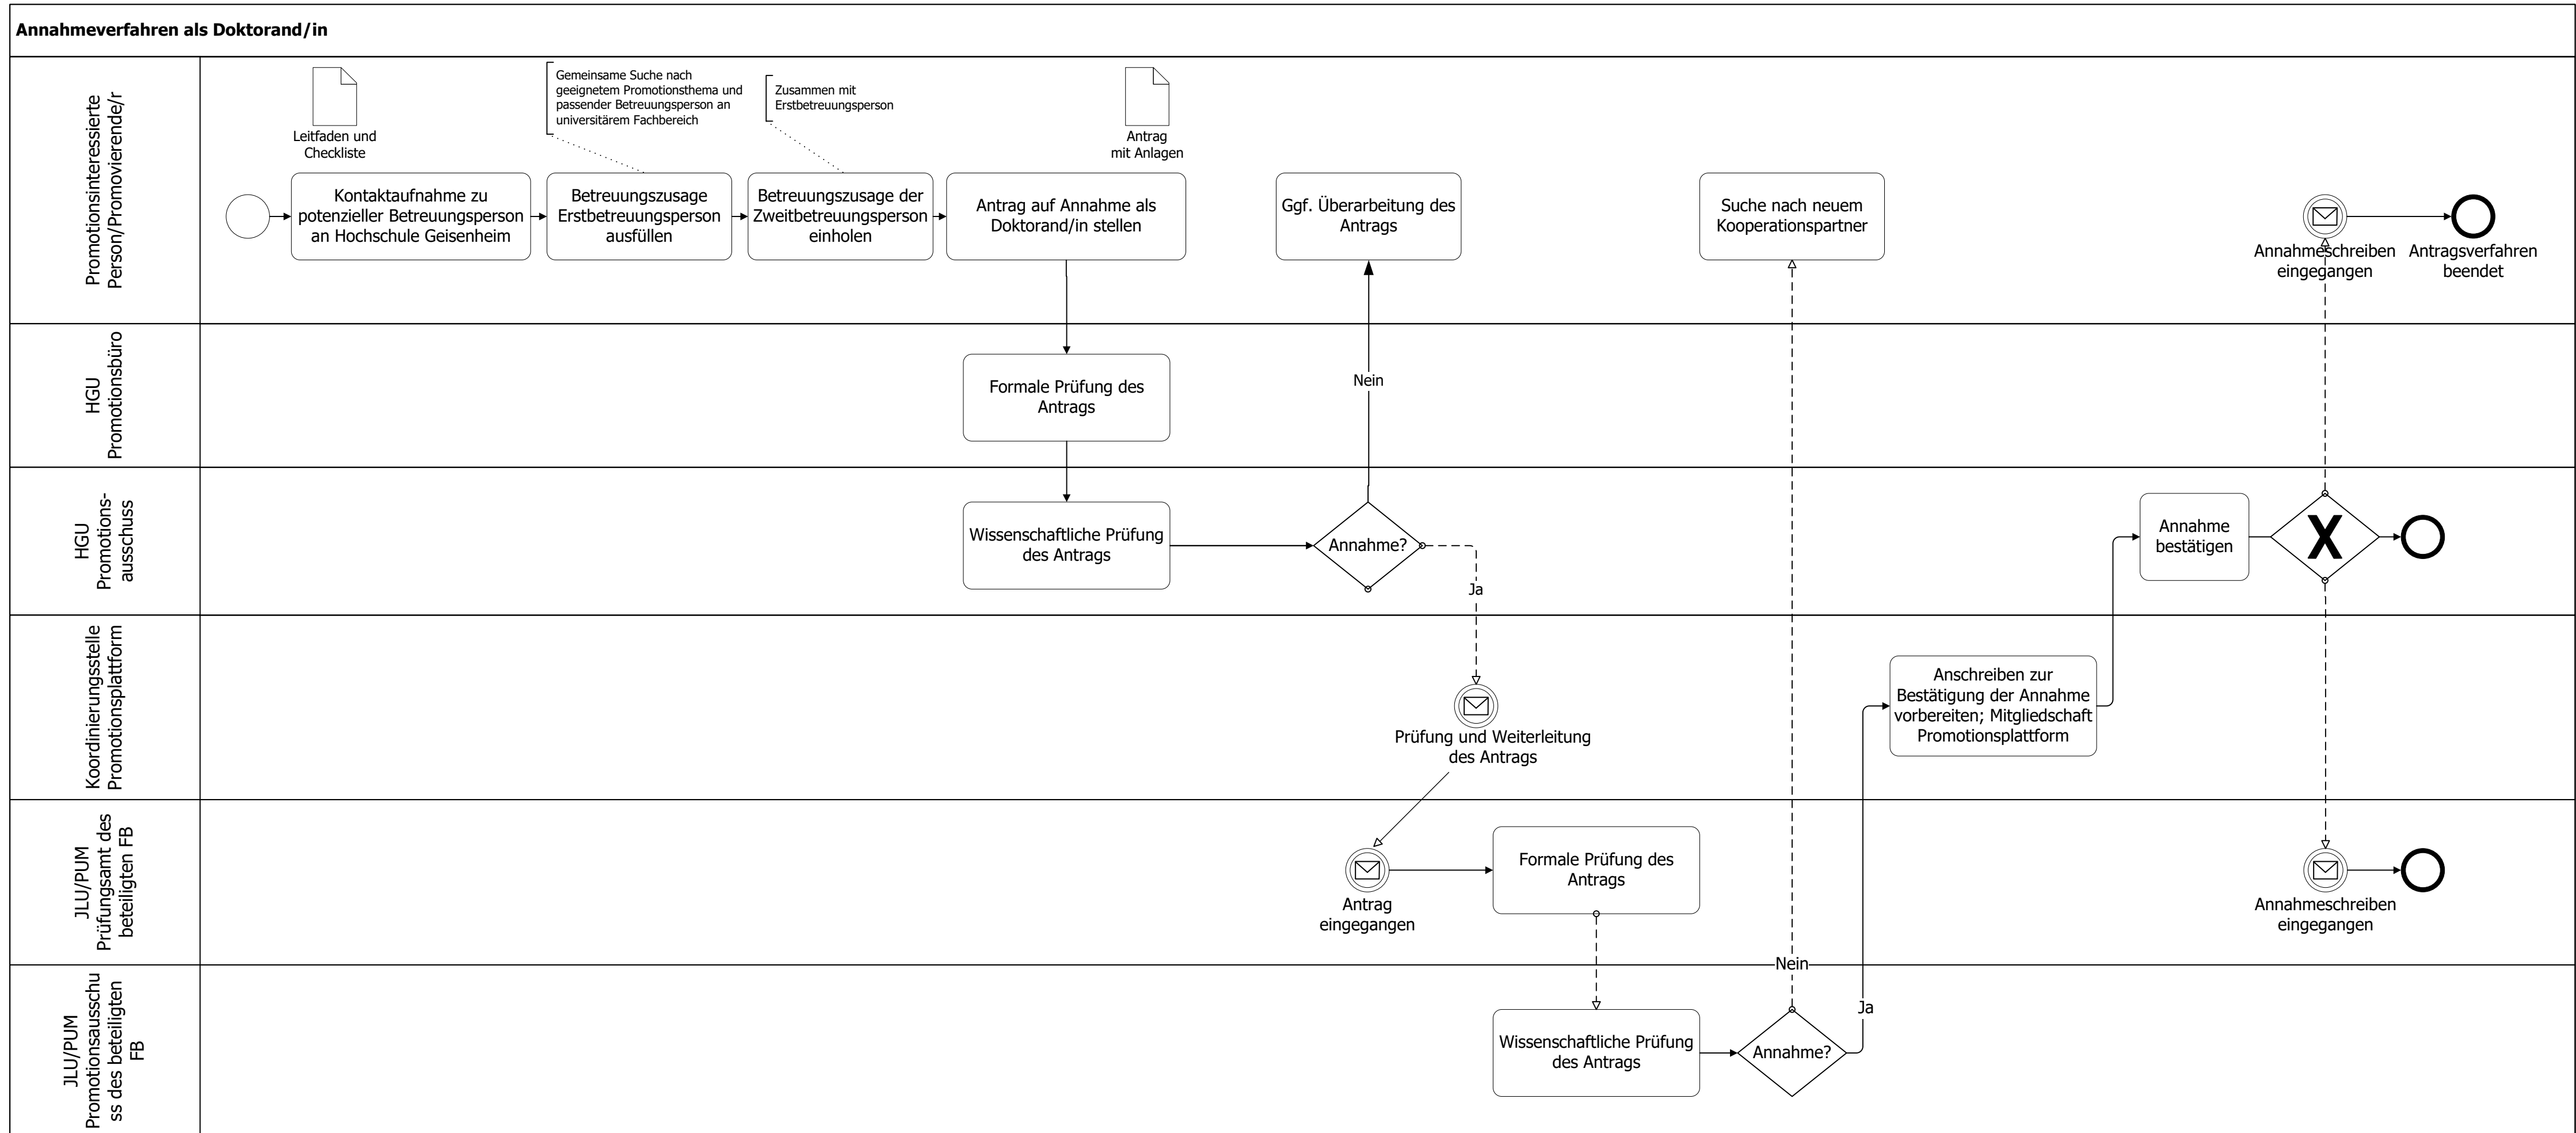 Annahmeverfahren als Doktorand/in
Promotionsinteressierte
Person/Promovierende/r
Leitfaden und
Checkliste
Gemeinsame Suche nach
geeignetem Promotionsthema und
passender Betreuungsperson an
universitärem Fachbereich
Zusammen mit
Erstbetreuungsperson
Antrag
mit Anlagen
Kontaktaufnahme zu
potenzieller Betreuungsperson
an Hochschule Geisenheim
Betreuungszusage
Erstbetreuungsperson
ausfüllen
Betreuungszusage der
Zweitbetreuungsperson
einholen
Antrag auf Annahme als
Doktorand/in stellen
Ggf. Überarbeitung des
Antrags
Suche nach neuem
Kooperationspartner
Annahmeschreiben
eingegangen
Antragsverfahren
beendet
HGU
Promotionsbüro
Formale Prüfung des
Antrags
Nein
HGU
Promotions-
ausschuss
Wissenschaftliche Prüfung
des Antrags
Annahme?
Ja
Annahme
bestätigen
X
Koordinierungsstelle
Promotionsplattform
Prüfung und Weiterleitung
des Antrags
Anschreiben zur
Bestätigung der Annahme
vorbereiten; Mitgliedschaft
Promotionsplattform
JLU/PUM
Prüfungsamt des
beteiligten FB
Antrag
eingegangen
Formale Prüfung des
Antrags
Annahmeschreiben
eingegangen
JLU/PUM
Promotionsausschu
ss des beteiligten
FB
Wissenschaftliche Prüfung
des Antrags
Nein
Annahme?
Ja